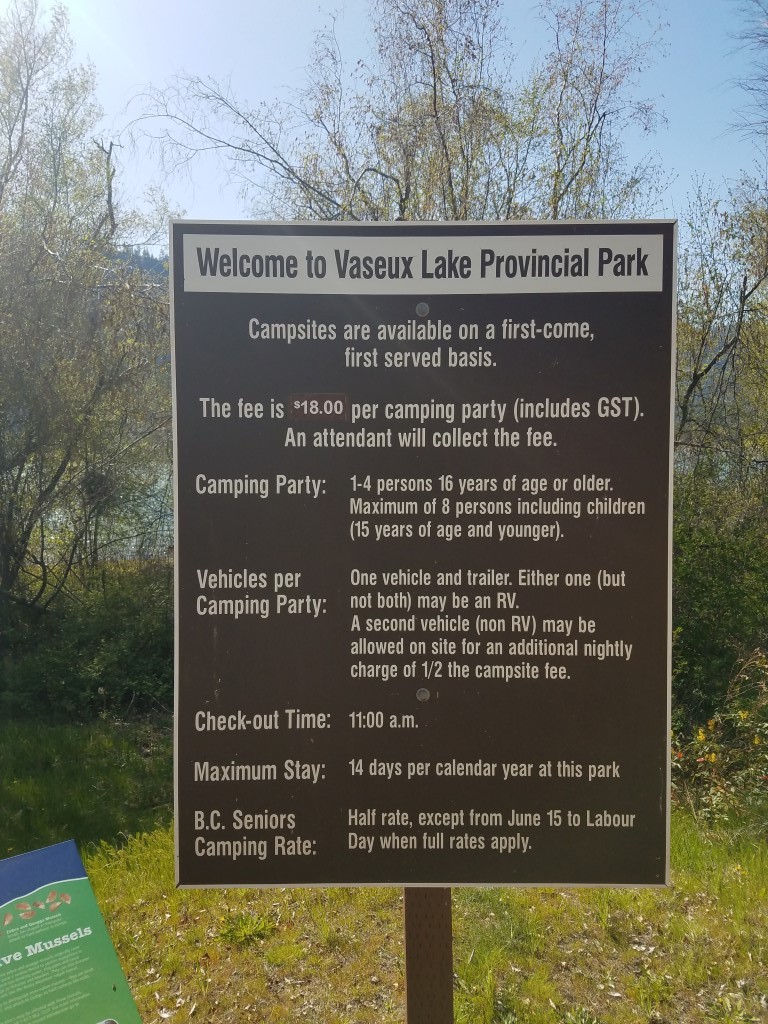 Welcome to Vaseux Lake Provincial Park
Campsites are available on a first-come,
first served basis.
The fee is $18.00 per camping party (includes GST).
An attendant will collect the fee.
Camping Party: 1-4 persons 16 years of age or older.
Maximum of 8 persons including children
(15 years of age and younger).
Vehicles per One vehicle and trailer. Either one (but
Camping Party: not both) may be an RV.
A second vehicle (non RV) may be
allowed on site for an additional nightly
charge of 1/2 the campsite fee.
Check-out Time: 11:00 a.m.
Maximum Stay: 14 days per calendar year at this park
B.C. Seniors Half rate, except from June 15 to Labour
Camping Rate: Day when full rates apply.
ve Mussels